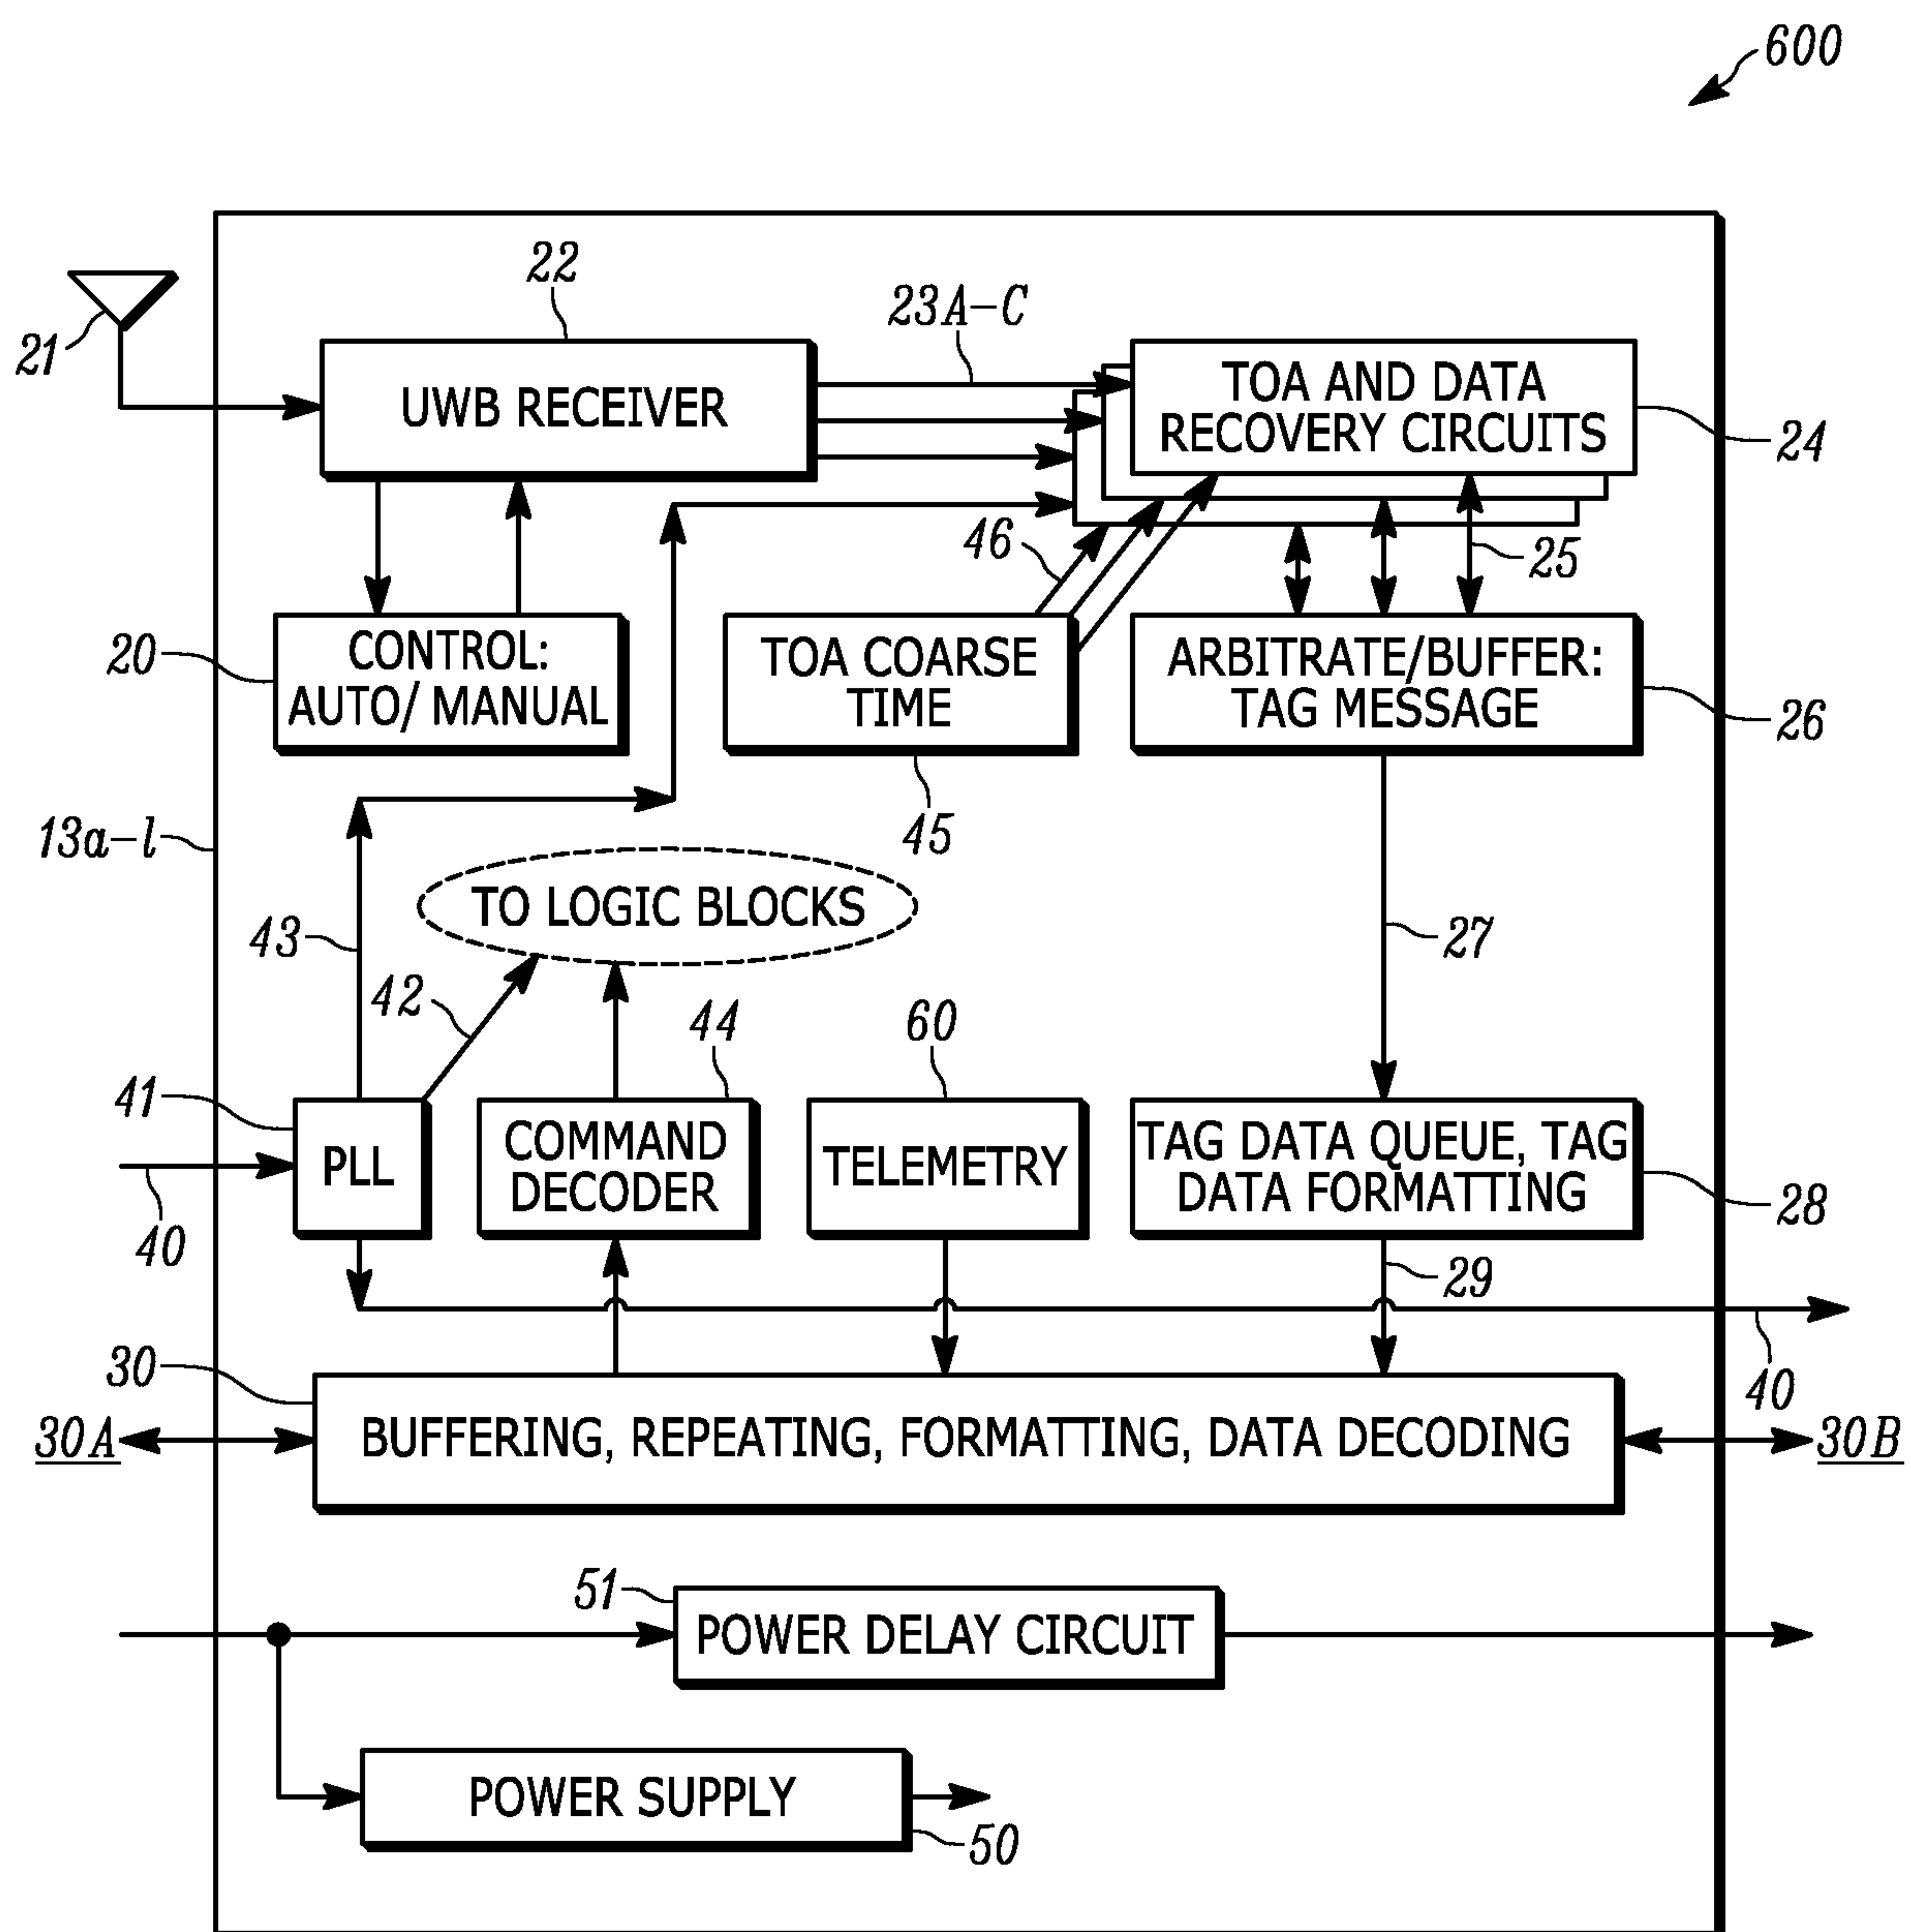 600
22
23A-C
21
UWB RECEIVER
TOA AND DATA
RECOVERY CIRCUITS
24
46
25
20
CONTROL:
AUTO/ MANUAL
TOA COARSE
TIME
ARBITRATE/BUFFER:
TAG MESSAGE
26
13a-l
45
TO LOGIC BLOCKS
43
27
42
44
60
41
PLL
COMMAND
DECODER
TELEMETRY
TAG DATA QUEUE, TAG
DATA FORMATTING
28
40
29
30
40
30A
BUFFERING, REPEATING, FORMATTING, DATA DECODING
30B
51
POWER DELAY CIRCUIT
POWER SUPPLY
50